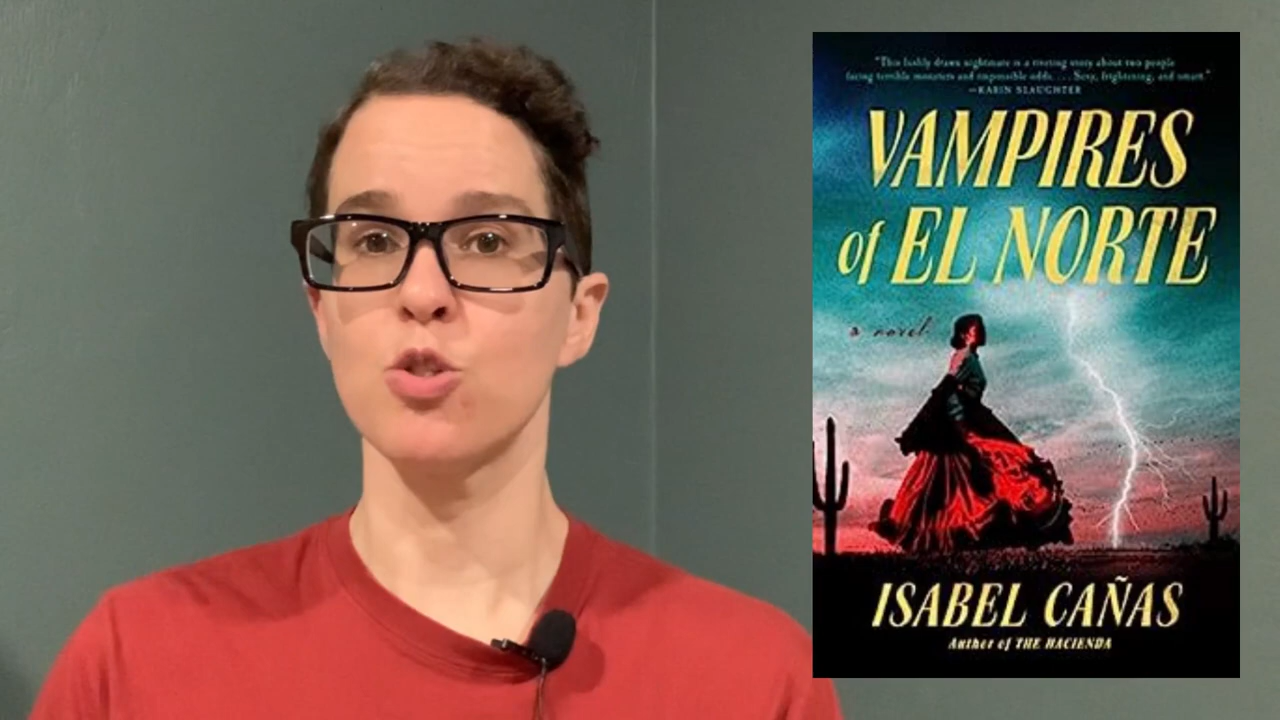 "This lushly drawn nightmare is a riveting story about two people
facing terrible monsters and impossible odds. . . . Sexy, frightening, and smart."
—KARIN SLAUGHTER
VAMPIRES
of EL NORTE
a novel
ISABEL CAÑAS
Author of THE HACIENDA